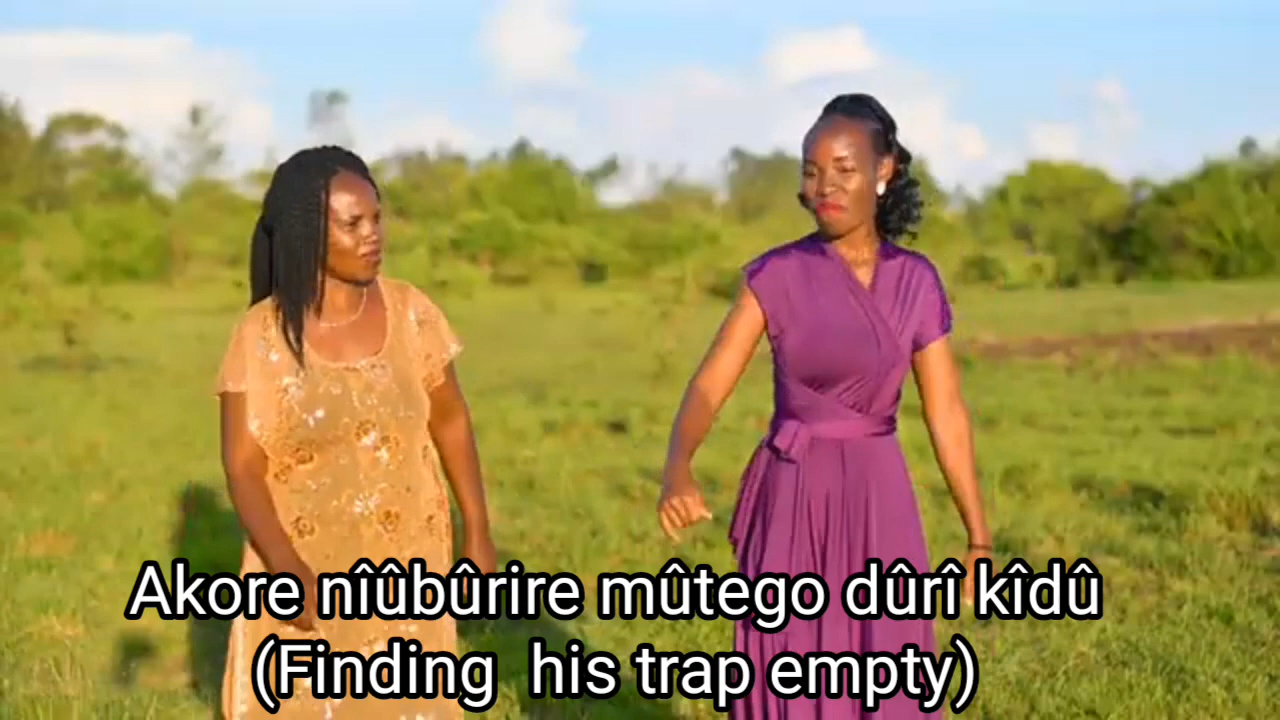 Akore nîûbûrire mûtego dûrî kîdû
(Finding his trap empty)